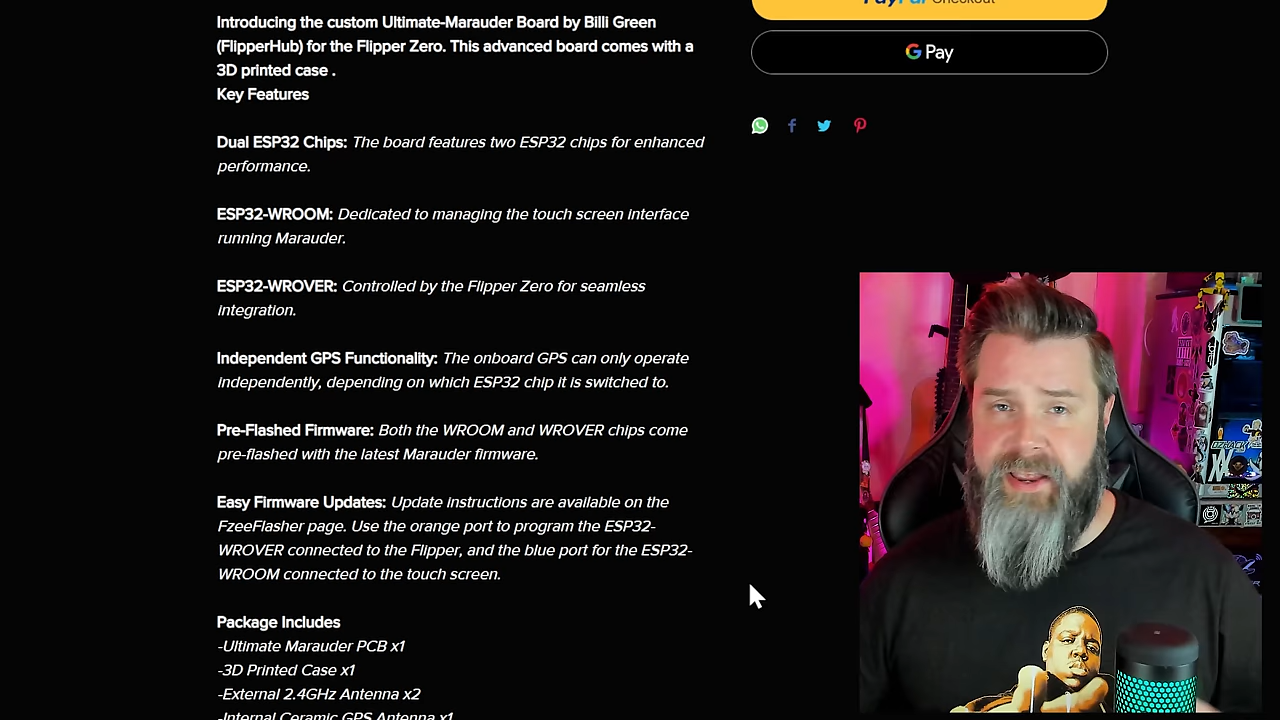 Introducing the custom Ultimate-Marauder Board by Billi Green
(FlipperHub) for the Flipper Zero. This advanced board comes with a
3D printed case .
Key Features
Dual ESP32 Chips: The board features two ESP32 chips for enhanced
performance.
ESP32-WROOM: Dedicated to managing the touch screen interface
running Marauder.
ESP32-WROVER: Controlled by the Flipper Zero for seamless
integration.
Independent GPS Functionality: The onboard GPS can only operate
independently, depending on which ESP32 chip it is switched to.
Pre-Flashed Firmware: Both the WROOM and WROVER chips come
pre-flashed with the latest Marauder firmware.
Easy Firmware Updates: Update instructions are available on the
FzeeFlasher page. Use the orange port to program the ESP32-
WROVER connected to the Flipper, and the blue port for the ESP32-
WROOM connected to the touch screen.
Package Includes
-Ultimate Marauder PCB x1
-3D Printed Case x1
-External 2.4GHz Antenna x2
-Internal Ceramic GPS Antenna x1
PayPal Checkout
G Pay